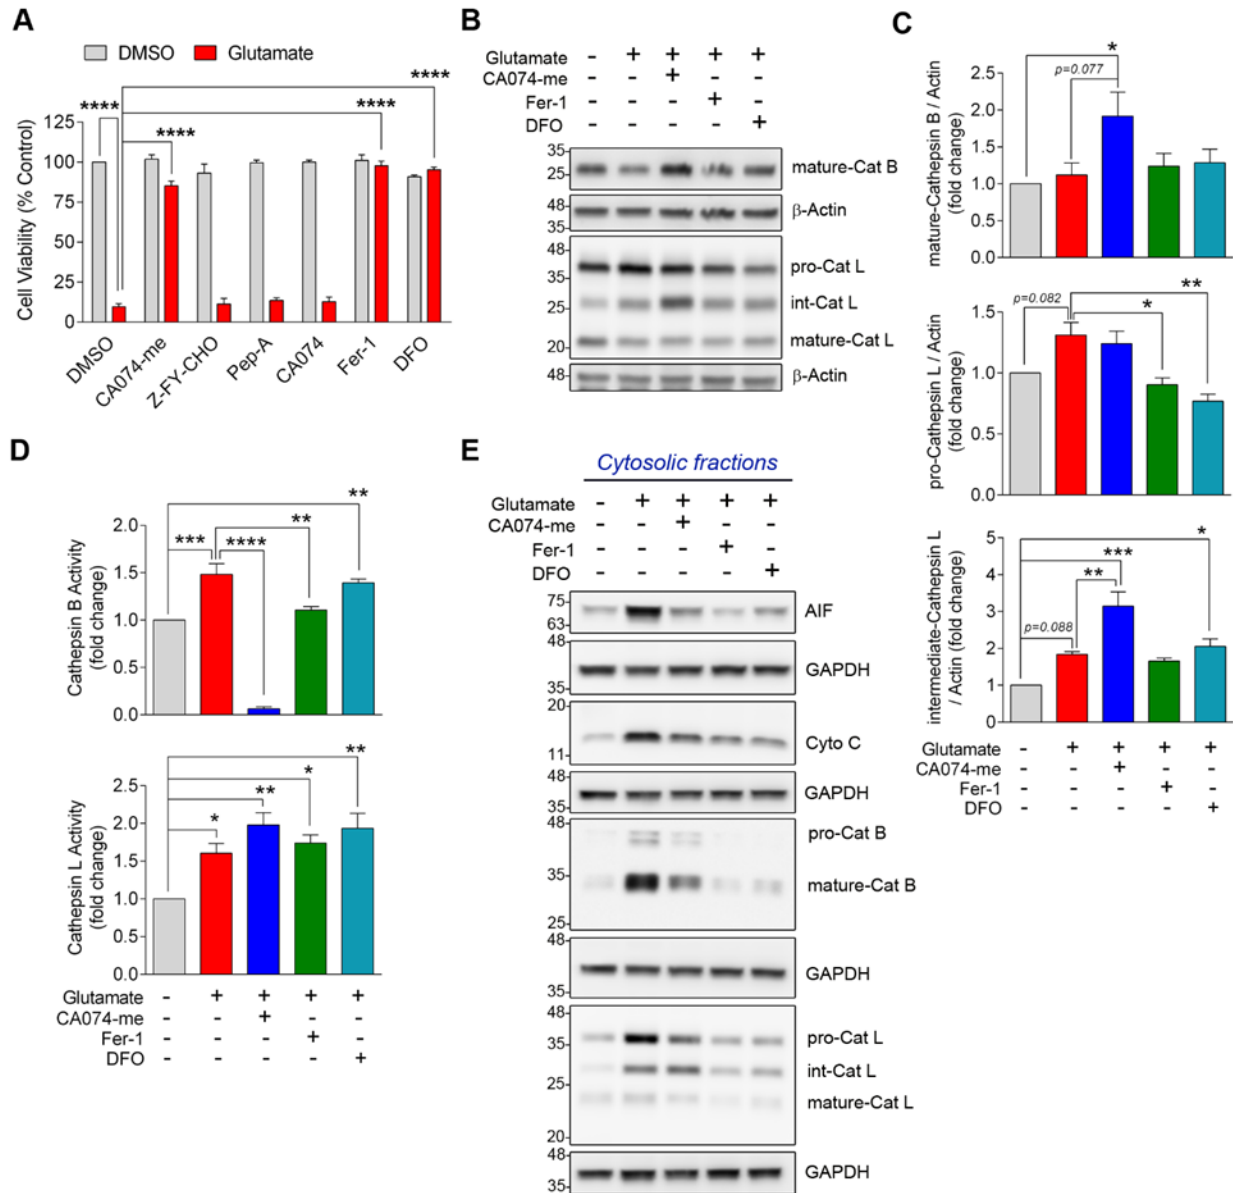 A
DMSO Glutamate
****
****
****
****
Cell Viability (% Control)
125
100
75
50
25
0
DMSO
CA074-me
Z-FY-CHO
Pep-A
CA074
Fer-1
DFO
B
Glutamate - + + + +
CA074-me - - + - -
Fer-1 - - - + -
DFO - - - - +
35
25
mature-Cat B
48
35
β-Actin
48
35
25
20
pro-Cat L
int-Cat L
mature-Cat L
48
β-Actin
C
mature-Cathepsin B / Actin
(fold change)
2.5
2.0
1.5
1.0
0.5
0.0
*
p=0.077
pro-Cathepsin L / Actin
(fold change)
1.5
1.0
0.5
0.0
p=0.082
**
*
intermediate-Cathepsin L
/ Actin (fold change)
5
4
3
2
1
0
*
***
**
p=0.088
Glutamate - + + + +
CA074-me - - + - -
Fer-1 - - - + -
DFO - - - - +
D
Cathepsin B Activity
(fold change)
2.0
1.5
1.0
0.5
0.0
**
**
*** ****
Cathepsin L Activity
(fold change)
2.5
2.0
1.5
1.0
0.5
0.0
**
*
**
*
Glutamate - + + + +
CA074-me - - + - -
Fer-1 - - - + -
DFO - - - - +
E
Cytosolic fractions
Glutamate - + + + +
CA074-me - - + - -
Fer-1 - - - + -
DFO - - - - +
75
63
AIF
35
GAPDH
20
11
Cyto C
48
35
GAPDH
48
35
25
pro-Cat B
mature-Cat B
48
35
GAPDH
48
35
25
20
pro-Cat L
int-Cat L
mature-Cat L
48
35
GAPDH